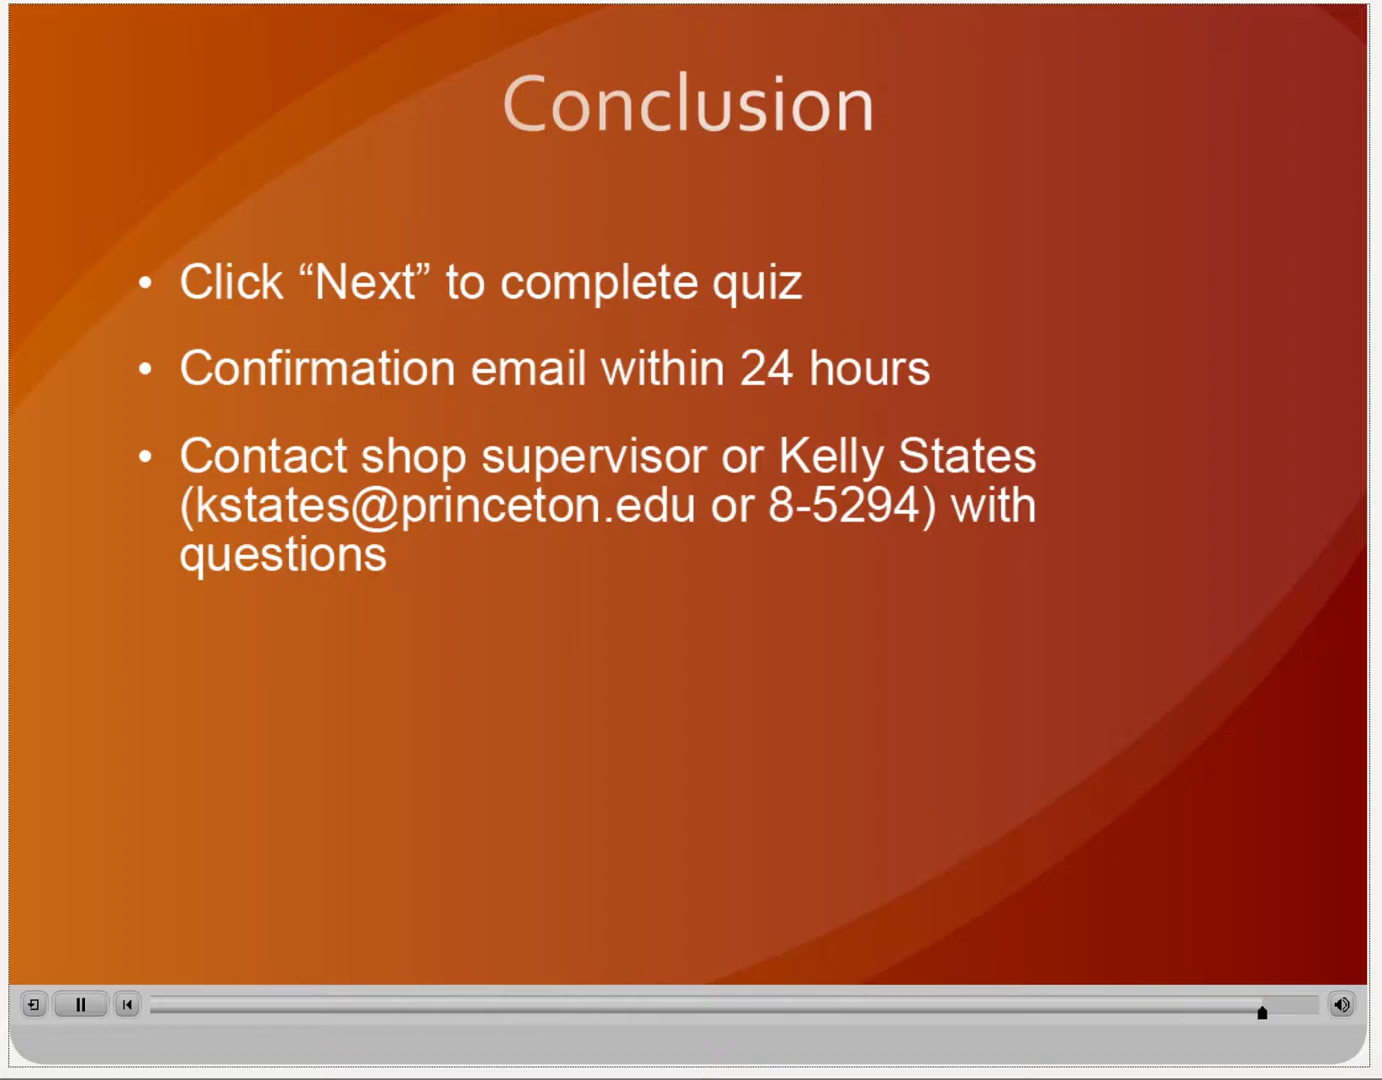 Conclusion
• Click “Next” to complete quiz
• Confirmation email within 24 hours
• Contact shop supervisor or Kelly States
(kstates@princeton.edu or 8-5294) with
questions